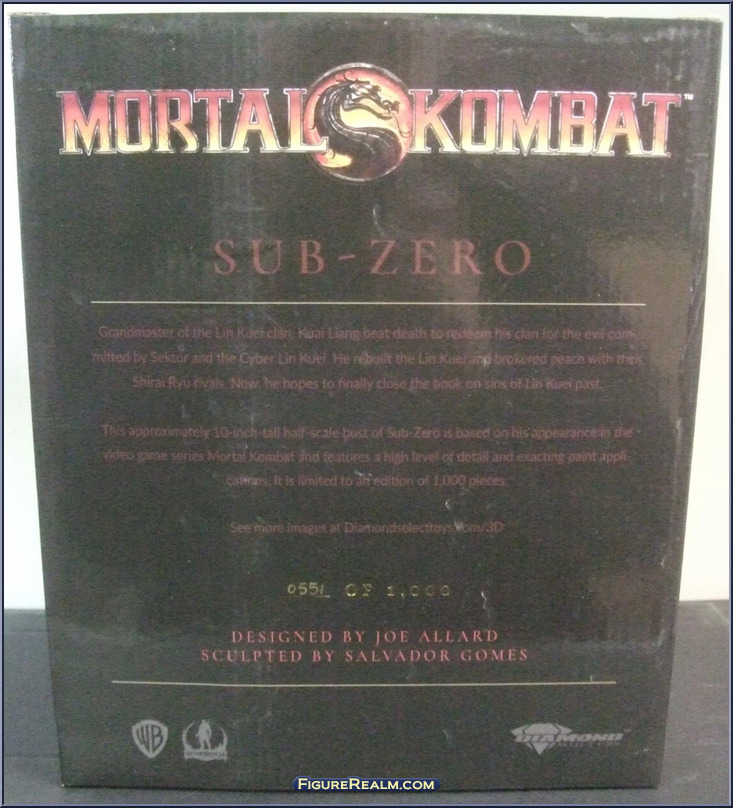 MORTAL KOMBAT™
SUB-ZERO
Grandmaster of the Lin Kuei clan, Kuai Liang beat death to redeem his clan for the evil com-
mitted by Sektor and the Cyber Lin Kuei. He rebuilt the Lin Kuei and brokered peace with their
Shirai Ryu rivals. Now, he hopes to finally close the book on sins of Lin Kuei past.
This approximately 10-inch-tall half-scale bust of Sub-Zero is based on his appearance in the
video game series Mortal Kombat and features a high level of detail and exacting paint appli-
cations. It is limited to an edition of 1,000 pieces.
See more images at Diamondselecttoys.com/3D
0551 OF 1,000
DESIGNED BY JOE ALLARD
SCULPTED BY SALVADOR GOMES
WB
DIAMOND
FIGUREREALM.COM